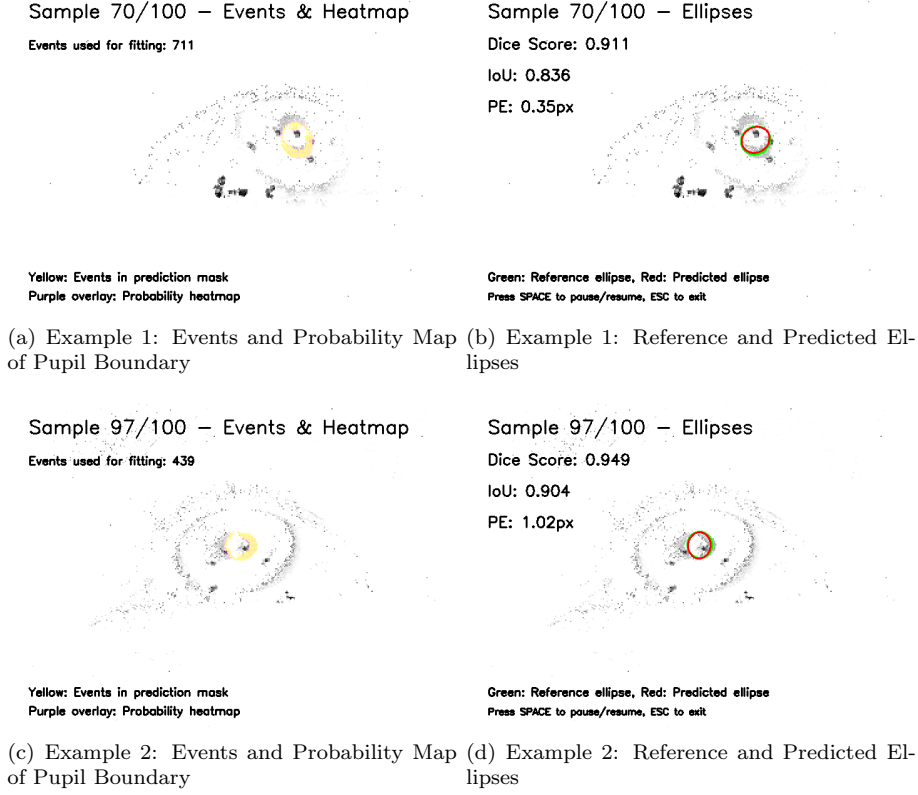 Sample 70/100 – Events & Heatmap
Events used for fitting: 711
Yellow: Events in prediction mask
Purple overlay: Probability heatmap
Sample 70/100 – Ellipses
Dice Score: 0.911
IoU: 0.836
PE: 0.35px
Green: Reference ellipse, Red: Predicted ellipse
Press SPACE to pause/resume, ESC to exit
(a) Example 1: Events and Probability Map
of Pupil Boundary
(b) Example 1: Reference and Predicted El-
lipses
Sample 97/100 – Events & Heatmap
Events used for fitting: 439
Yellow: Events in prediction mask
Purple overlay: Probability heatmap
Sample 97/100 – Ellipses
Dice Score: 0.949
IoU: 0.904
PE: 1.02px
Green: Reference ellipse, Red: Predicted ellipse
Press SPACE to pause/resume, ESC to exit
(c) Example 2: Events and Probability Map
of Pupil Boundary
(d) Example 2: Reference and Predicted El-
lipses